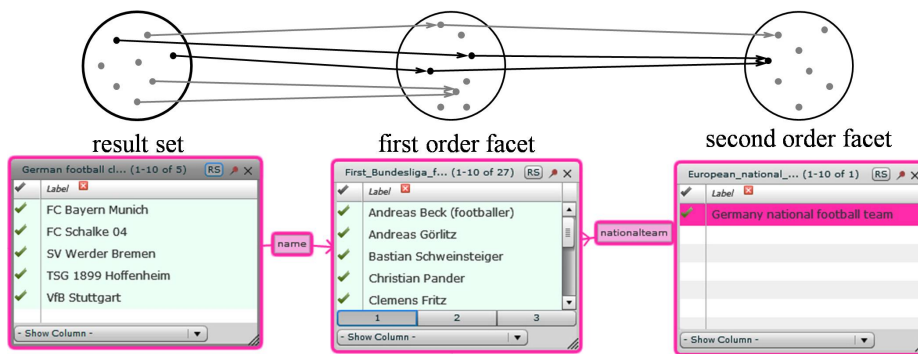 result set
first order facet
second order facet
German football cl... (1-10 of 5) RS
Label
FC Bayern Munich
FC Schalke 04
SV Werder Bremen
TSG 1899 Hoffenheim
VfB Stuttgart
- Show Column -
name
First_Bundesliga_f... (1-10 of 27) RS
Label
Andreas Beck (footballer)
Andreas Görlitz
Bastian Schweinsteiger
Christian Pander
Clemens Fritz
1 2 3
- Show Column -
nationalteam
European_national_... (1-10 of 1) RS
Label
Germany national football team
- Show Column -